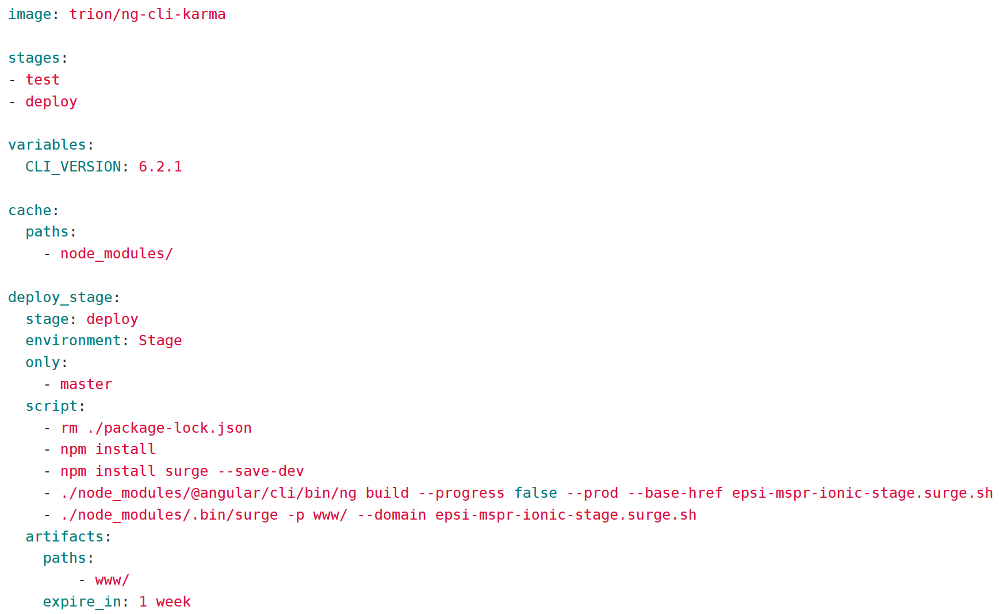 image: trion/ng-cli-karma

stages:
- test
- deploy

variables:
  CLI_VERSION: 6.2.1

cache:
  paths:
    - node_modules/

deploy_stage:
  stage: deploy
  environment: Stage
  only:
    - master
  script:
    - rm ./package-lock.json
    - npm install
    - npm install surge --save-dev
    - ./node_modules/@angular/cli/bin/ng build --progress false --prod --base-href epsi-mspr-ionic-stage.surge.sh
    - ./node_modules/.bin/surge -p www/ --domain epsi-mspr-ionic-stage.surge.sh
  artifacts:
    paths:
        - www/
    expire_in: 1 week